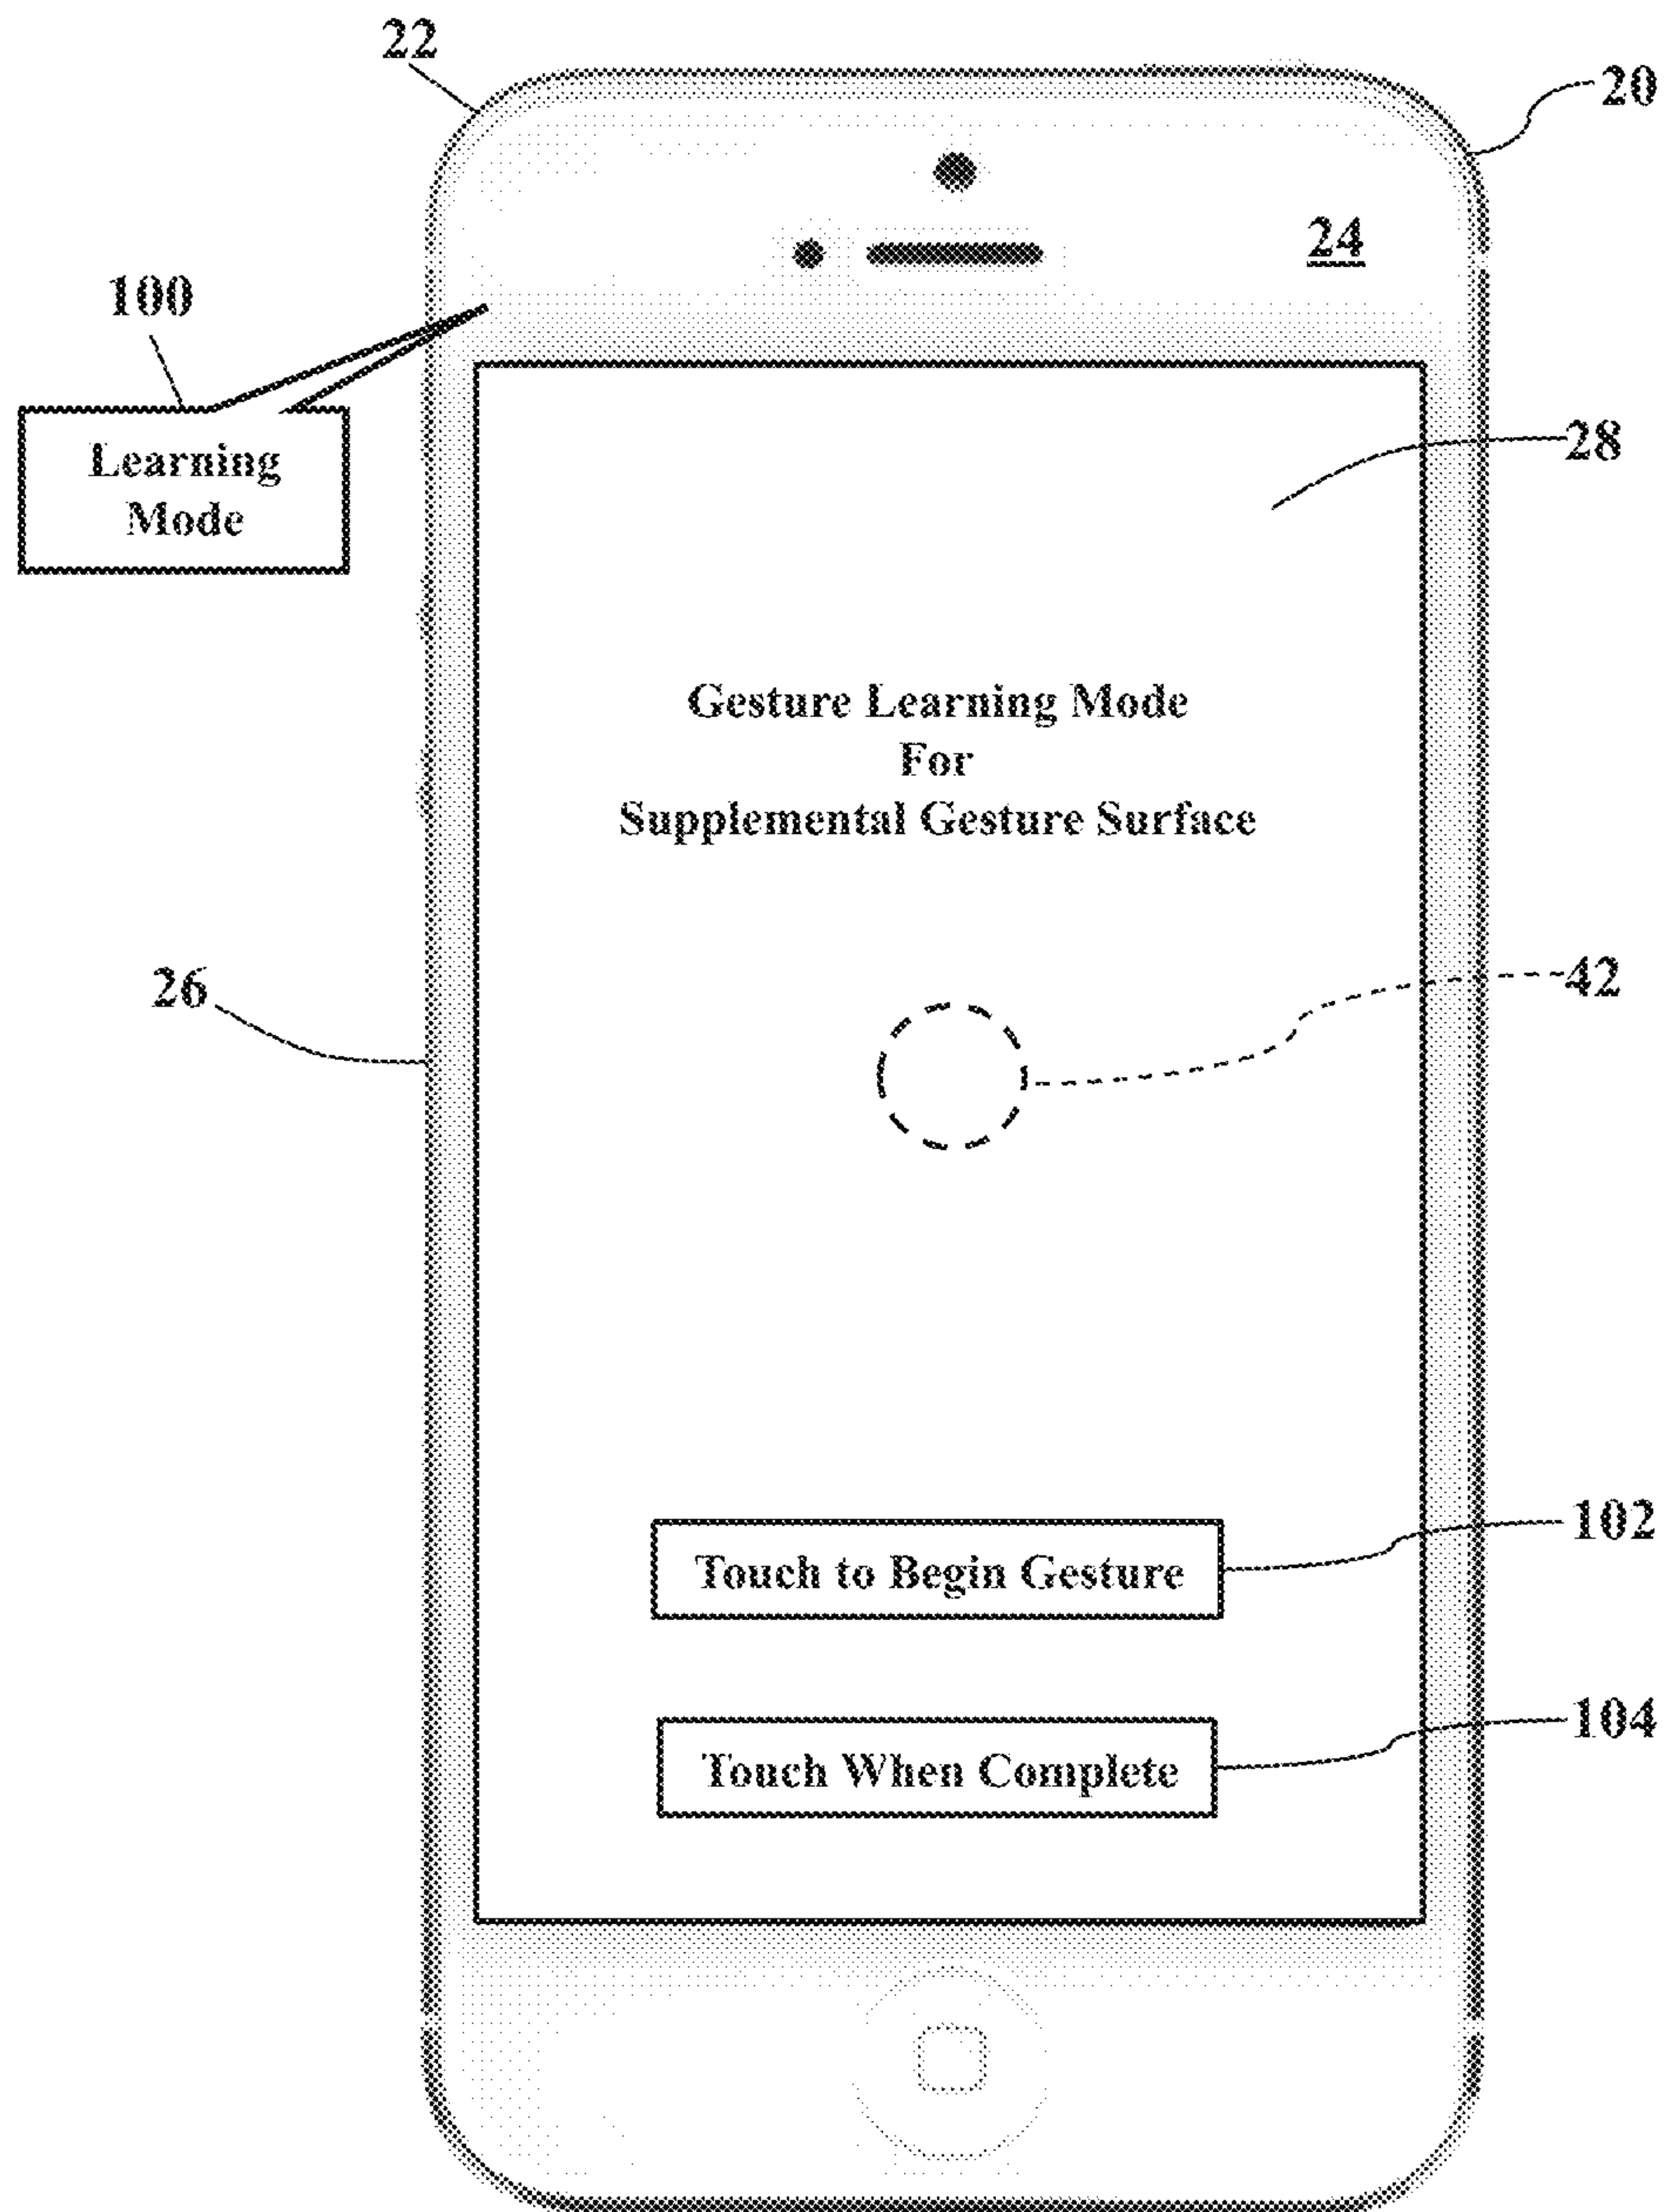 22
20
24
100
Learning
Mode
28
Gesture Learning Mode
For
Supplemental Gesture Surface
26
42
Touch to Begin Gesture
102
Touch When Complete
104